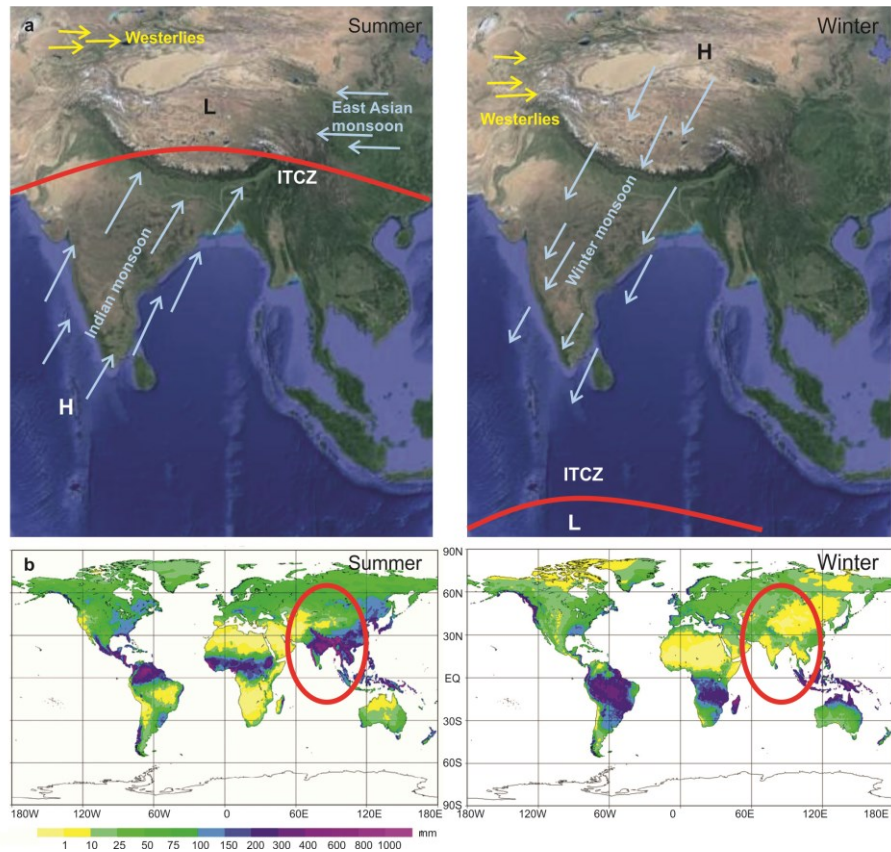 a
Summer
Westerlies
L
East Asian
monsoon
ITCZ
Indian monsoon
H
Winter
H
Westerlies
Winter monsoon
ITCZ
L
b
Summer
Winter
90N
60N
30N
EQ
30S
60S
90S
180W 120W 60W 0 60E 120E 180E
180W 120W 60W 0 60E 120E 180E
1 10 25 50 75 100 150 200 300 400 600 800 1000 mm